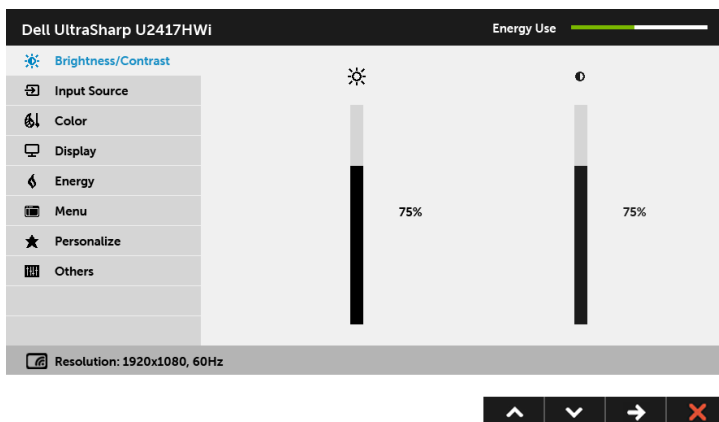 Dell UltraSharp U2417HWi
Energy Use
Brightness/Contrast
Input Source
Color
Display
Energy
Menu
75%
75%
Personalize
Others
Resolution: 1920x1080, 60Hz